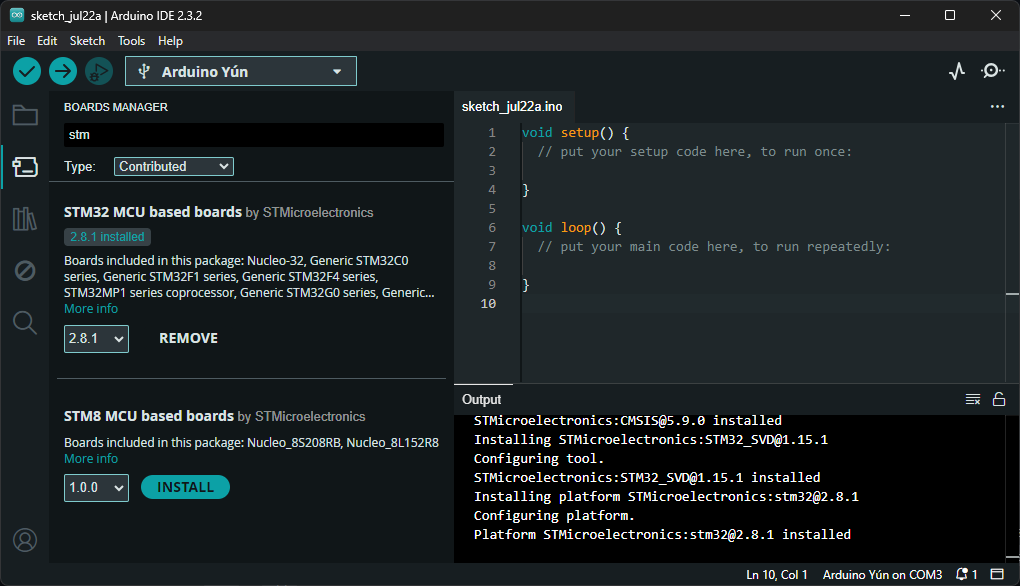 sketch_jul22a | Arduino IDE 2.3.2
File Edit Sketch Tools Help
Arduino Yún
BOARDS MANAGER
stm
Type: Contributed
STM32 MCU based boards by STMicroelectronics
2.8.1 installed
Boards included in this package: Nucleo-32, Generic STM32C0
series, Generic STM32F1 series, Generic STM32F4 series,
STM32MP1 series coprocessor, Generic STM32G0 series, Generic...
More info
2.8.1 REMOVE
STM8 MCU based boards by STMicroelectronics
Boards included in this package: Nucleo_8S208RB, Nucleo_8L152R8
More info
1.0.0 INSTALL
sketch_jul22a.ino
1 void setup() {
2 // put your setup code here, to run once:
3
4 }
5
6 void loop() {
7 // put your main code here, to run repeatedly:
8
9 }
10
Output
STMicroelectronics:CMSIS@5.9.0 installed
Installing STMicroelectronics:STM32_SVD@1.15.1
Configuring tool.
STMicroelectronics:STM32_SVD@1.15.1 installed
Installing platform STMicroelectronics:stm32@2.8.1
Configuring platform.
Platform STMicroelectronics:stm32@2.8.1 installed
Ln 10, Col 1 Arduino Yún on COM3 1